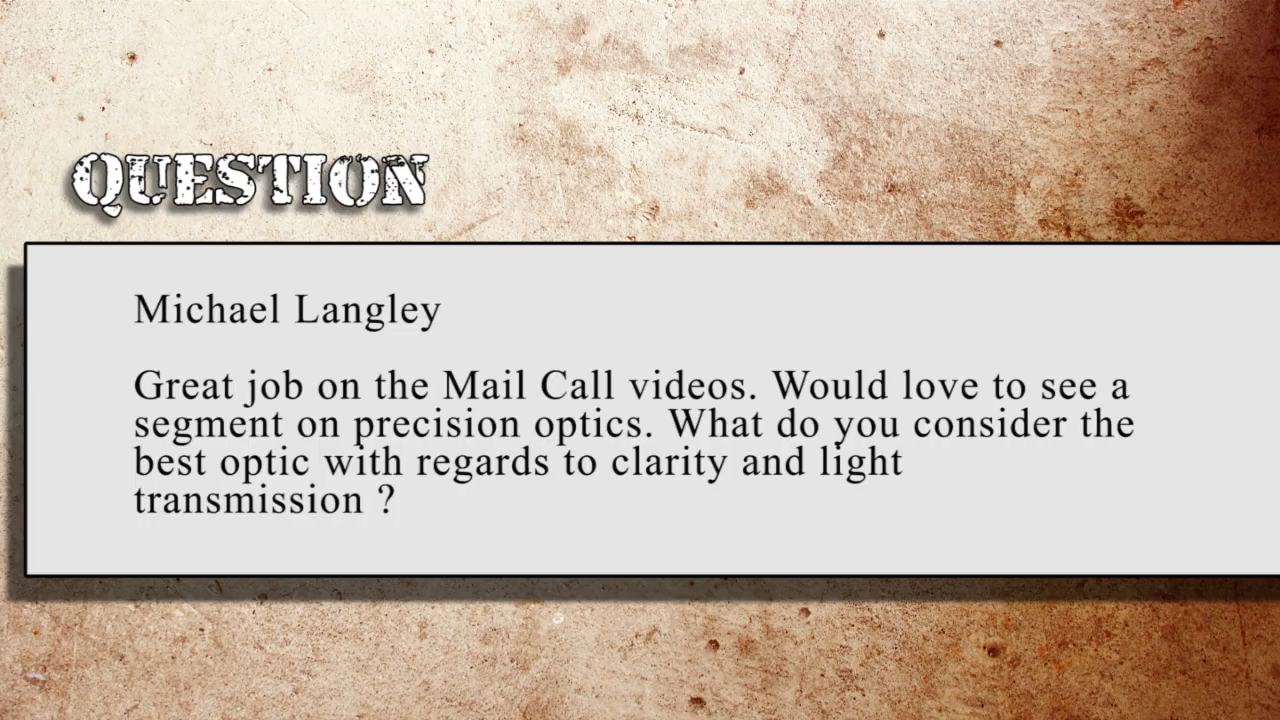 QUESTION
Michael Langley
Great job on the Mail Call videos. Would love to see a
segment on precision optics. What do you consider the
best optic with regards to clarity and light
transmission ?